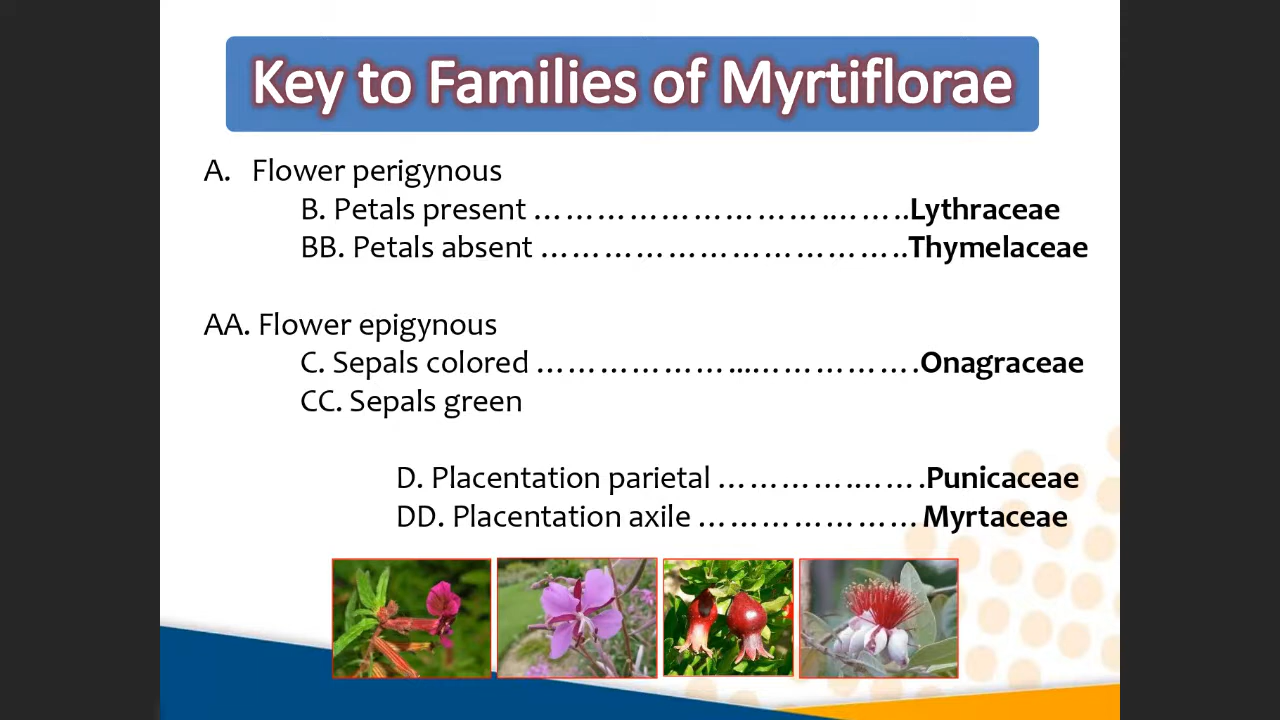 Key to Families of Myrtiflorae
A. Flower perigynous
B. Petals present ……………………….……..Lythraceae
BB. Petals absent ……………………………..Thymelaceae
AA. Flower epigynous
C. Sepals colored ………………...…………….Onagraceae
CC. Sepals green
D. Placentation parietal ………….…….Punicaceae
DD. Placentation axile …………………Myrtaceae